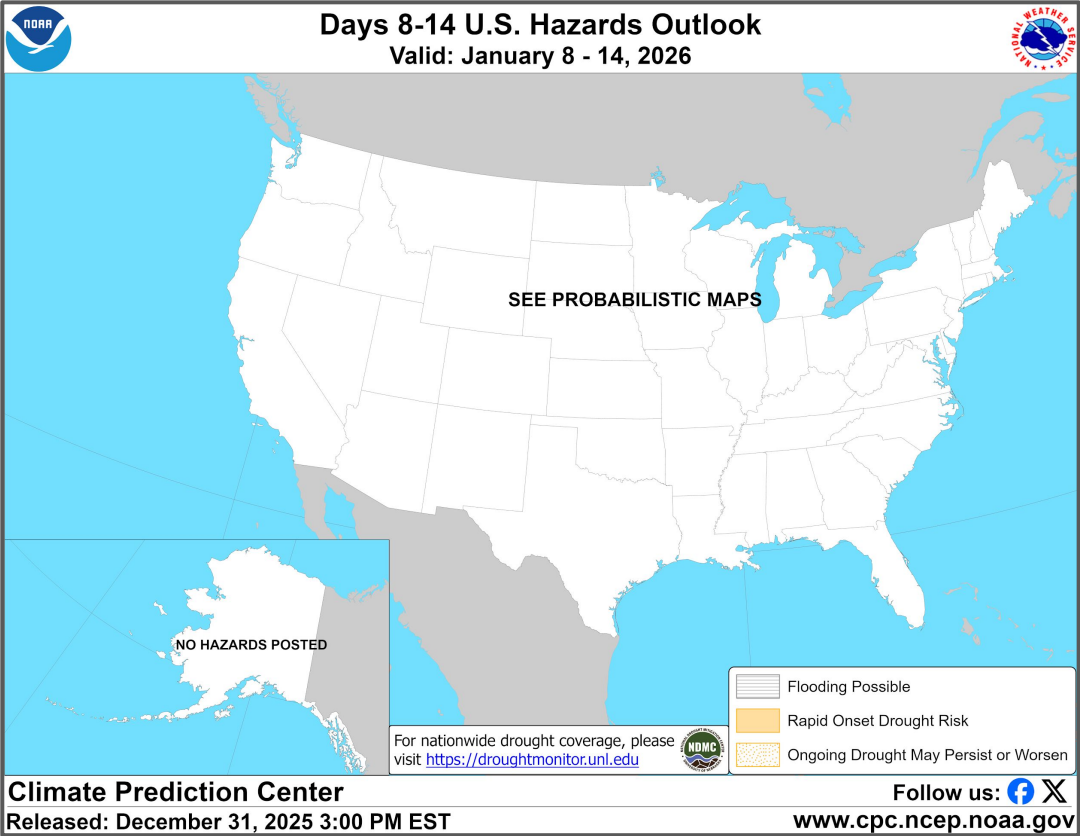 NOAA
Days 8-14 U.S. Hazards Outlook
Valid: January 8 - 14, 2026
NATIONAL WEATHER SERVICE
SEE PROBABILISTIC MAPS
NO HAZARDS POSTED
For nationwide drought coverage, please
visit https://droughtmonitor.unl.edu
NDMC
Flooding Possible
Rapid Onset Drought Risk
Ongoing Drought May Persist or Worsen
Climate Prediction Center
Follow us:
Released: December 31, 2025 3:00 PM EST
www.cpc.ncep.noaa.gov